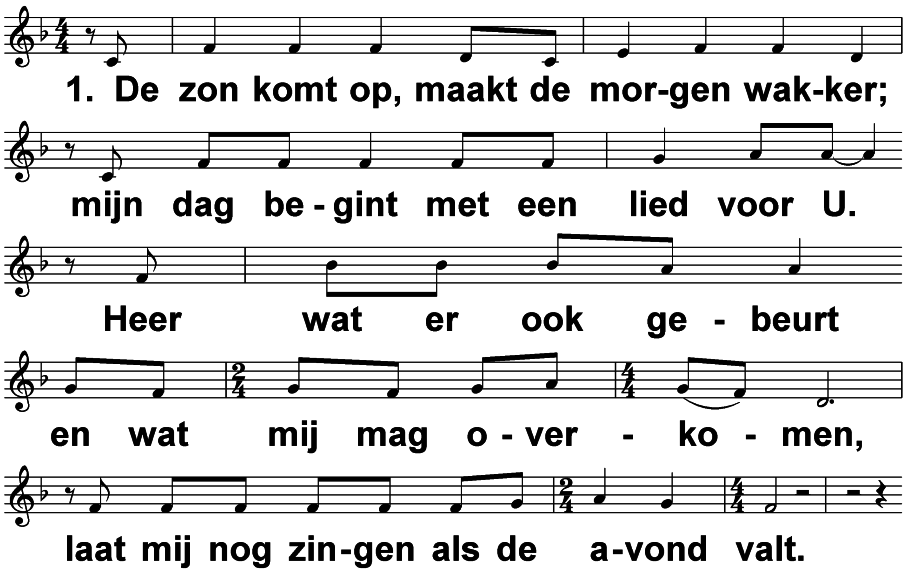 1. De zon komt op, maakt de mor-gen wak-ker;
mijn dag be - gint met een lied voor U.
Heer wat er ook ge - beurt
en wat mij mag o - ver - ko - men,
laat mij nog zin-gen als de a-vond valt.